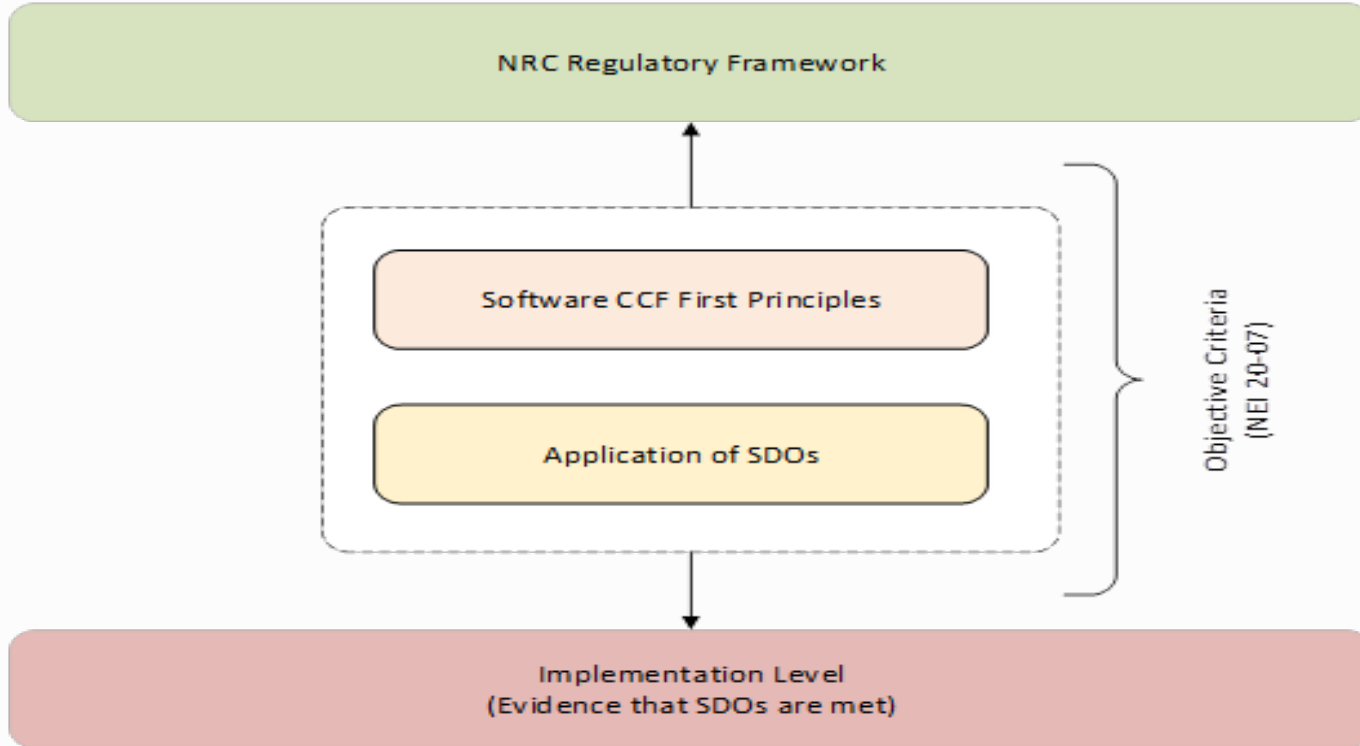 NRC Regulatory Framework
Software CCF First Principles
Application of SDOs
Objective Criteria
(NEI 20-07)
Implementation Level
(Evidence that SDOs are met)